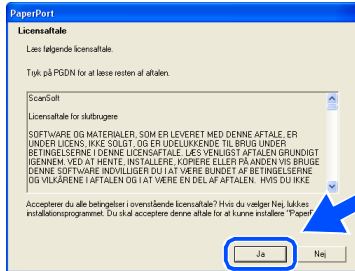 PaperPort
Licensaftale
Læs følgende licensaftale.
Tryk på PGDN for at læse resten af aftalen.
ScanSoft
Licensaftale for slutbrugere
SOFTWARE OG MATERIALER, SOM ER LEVERET MED DENNE AFTALE, ER
UNDER LICENS, IKKE SOLGT, OG ER UDELUKKENDE TIL BRUG UNDER
BETINGELSERNE I DENNE LICENSAFTALE. LÆS VENLIGST AFTALEN GRUNDIGT
IGENNEM. VED AT HENTE, INSTALLERE, KOPIERE ELLER PÅ ANDEN VIS BRUGE
DENNE SOFTWARE INDVILLIGER DU I AT VÆRE BUNDET AF BETINGELSERNE
OG VILKÅRENE I AFTALEN OG I AT VÆRE EN DEL AF AFTALEN. HVIS DU IKKE
Accepterer du alle betingelser i ovenstående licensaftale? Hvis du vælger Nej, lukkes
installationsprogrammet. Du skal acceptere denne aftale for at kunne installere "PaperP
Ja
Nej